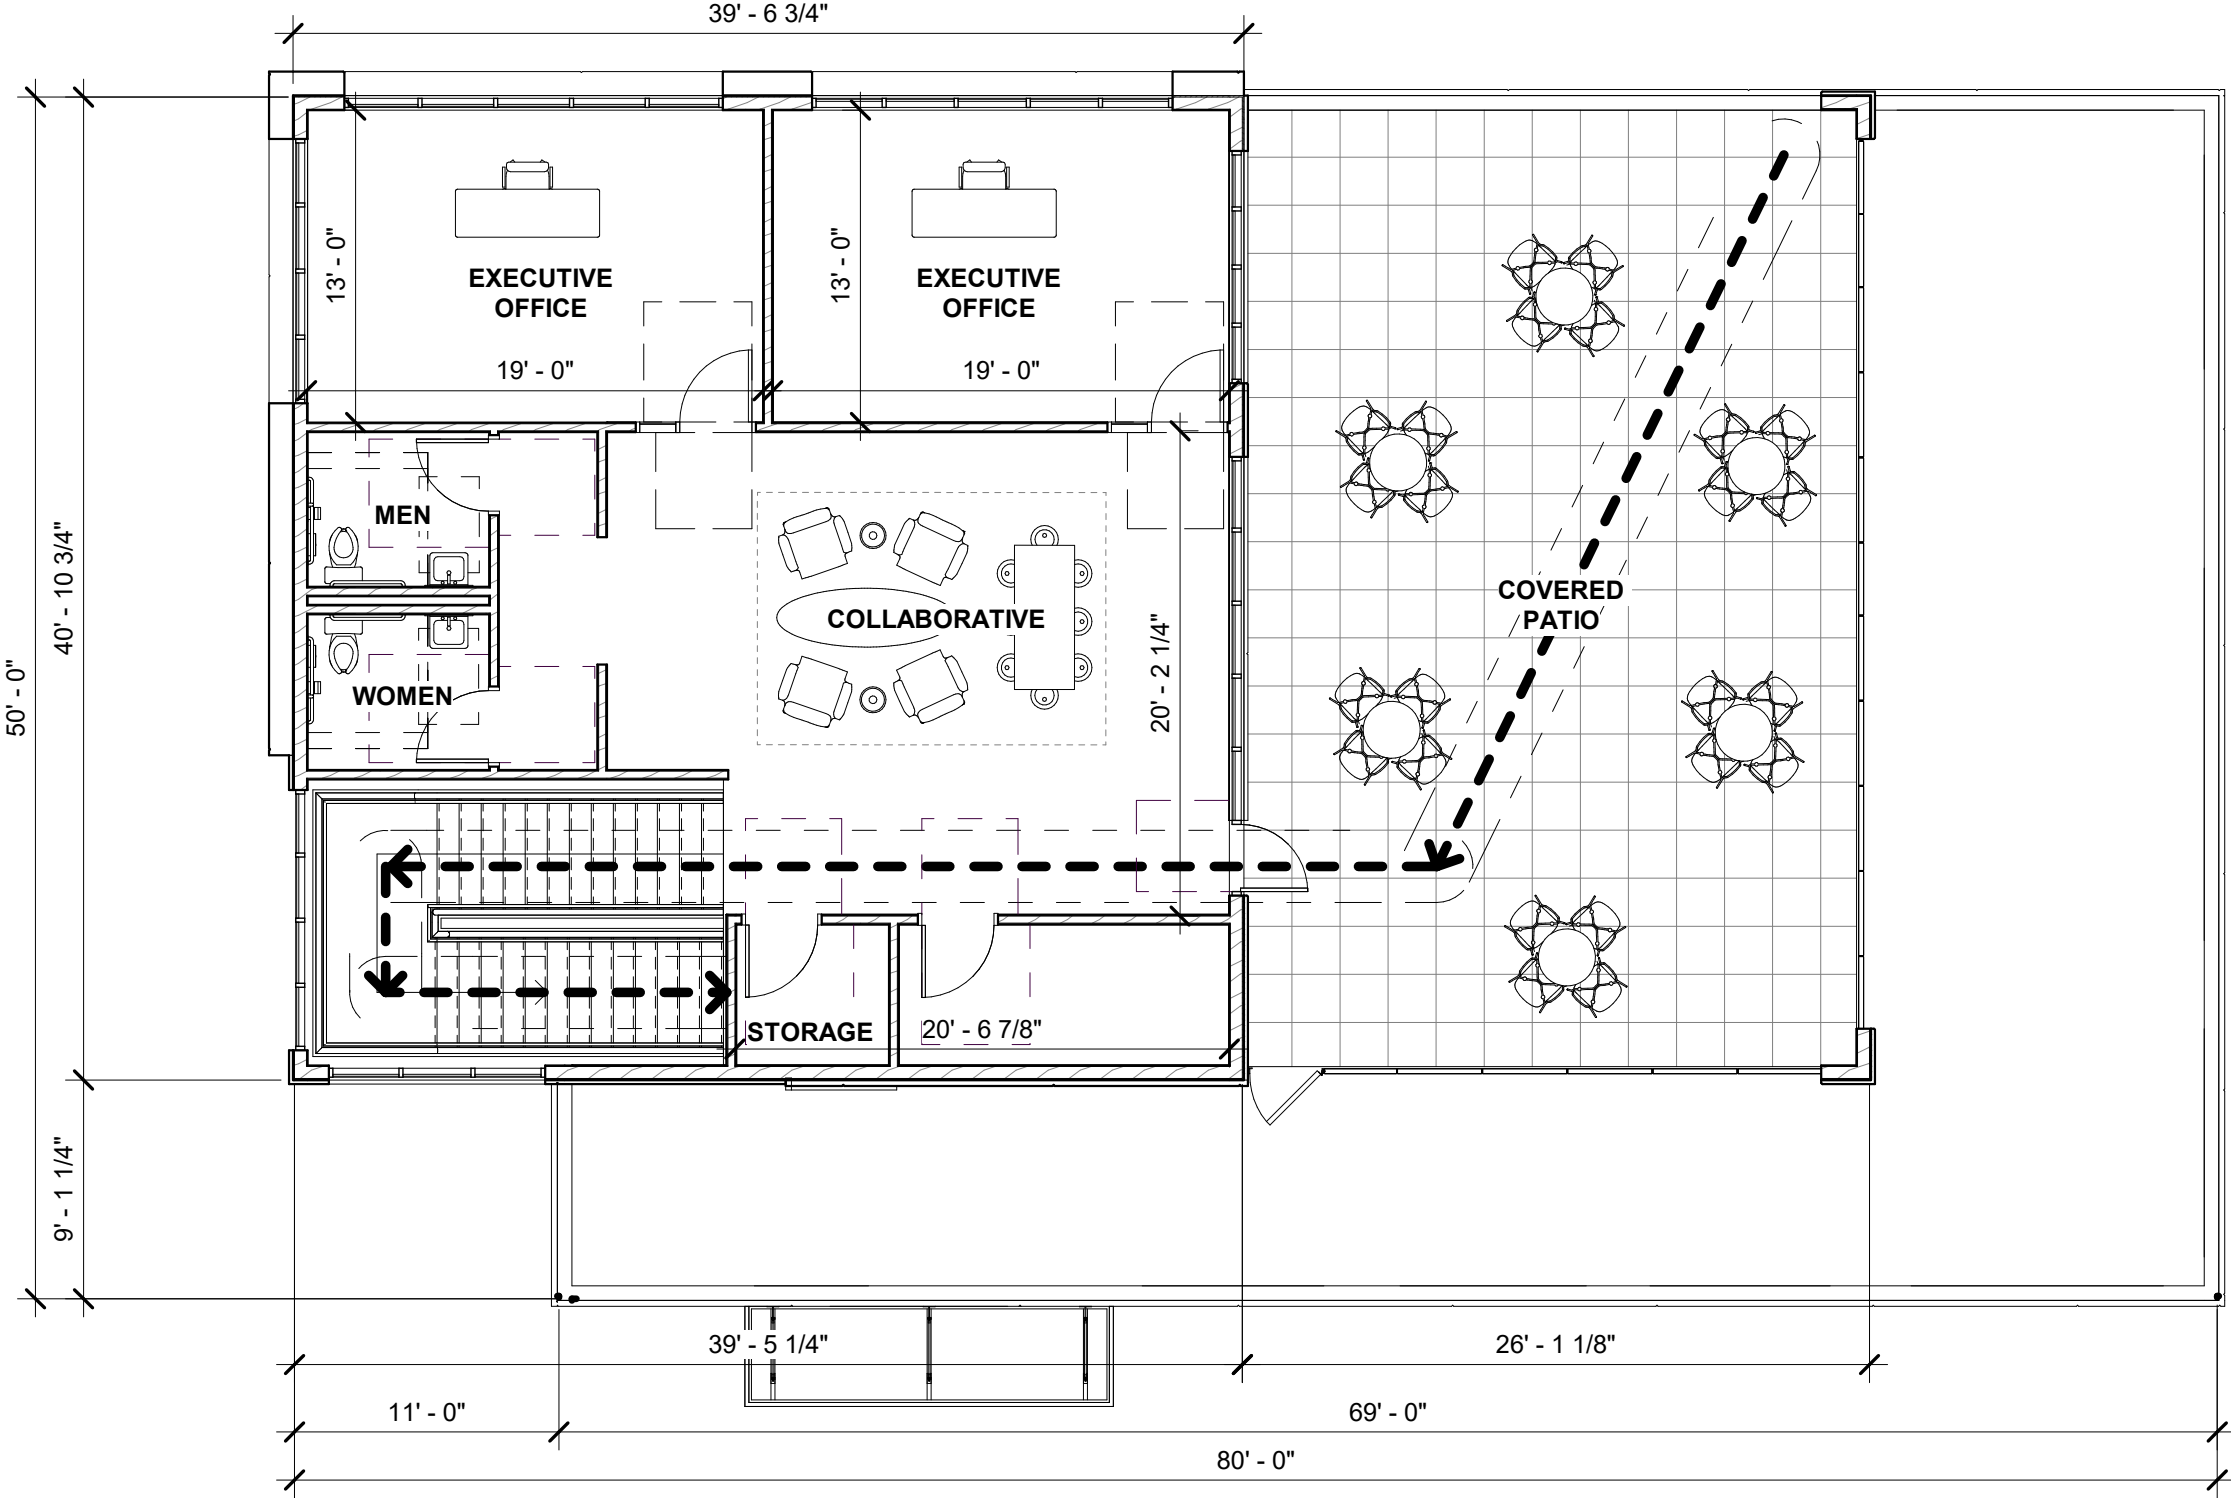 39' - 6 3/4"
13' - 0"
EXECUTIVE
OFFICE
19' - 0"
13' - 0"
EXECUTIVE
OFFICE
19' - 0"
MEN
WOMEN
COLLABORATIVE
20' - 2 1/4"
COVERED
PATIO
40' - 10 3/4"
50' - 0"
9' - 1 1/4"
STORAGE
20' - 6 7/8"
39' - 5 1/4"
26' - 1 1/8"
11' - 0"
69' - 0"
80' - 0"